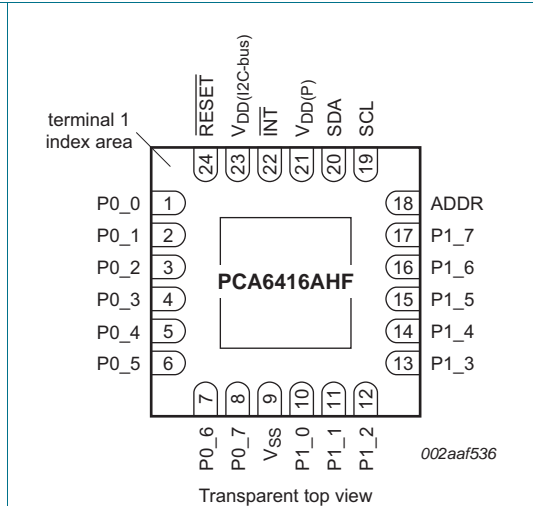 terminal 1
index area
RESET
VDD(I2C-bus)
INT
VDD(P)
SDA
SCL
24
23
22
21
20
19
P0_0 1
P0_1 2
P0_2 3
P0_3 4
P0_4 5
P0_5 6
PCA6416AHF
18 ADDR
17 P1_7
16 P1_6
15 P1_5
14 P1_4
13 P1_3
7
8
9
10
11
12
P0_6
P0_7
VSS
P1_0
P1_1
P1_2
002aaf536
Transparent top view